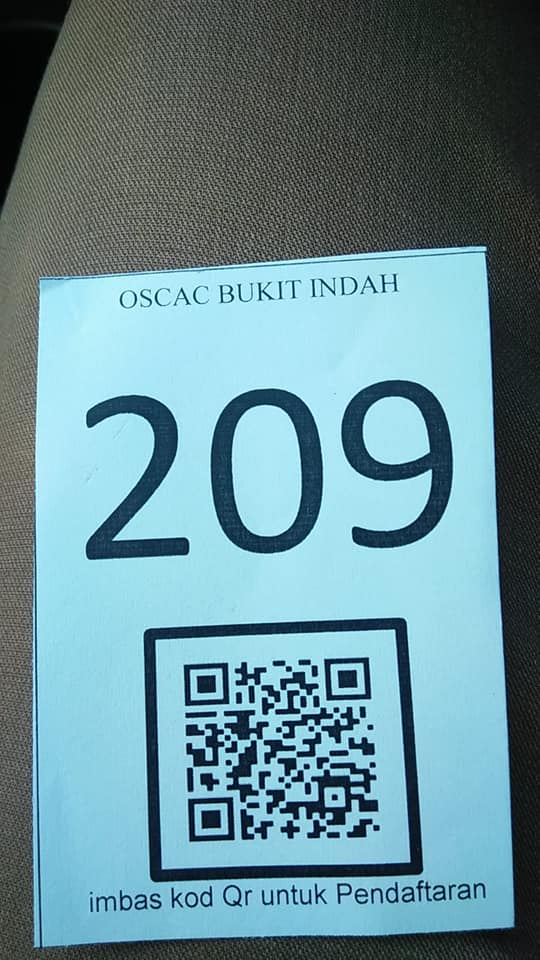 OSCAC BUKIT INDAH
209
imbas kod Qr untuk Pendaftaran